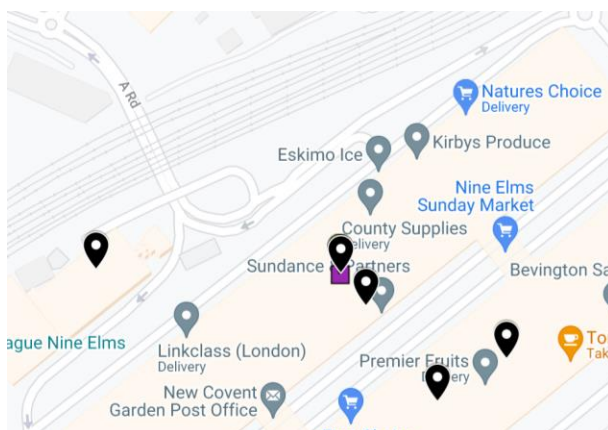 A Rd
Natures Choice
Delivery
Kirbys Produce
Eskimo Ice
Nine Elms
Sunday Market
County Supplies
Delivery
Sundance & Partners
Bevington Sa
ague Nine Elms
Linkclass (London)
Delivery
To
Tak
Premier Fruits
New Covent
Garden Post Office